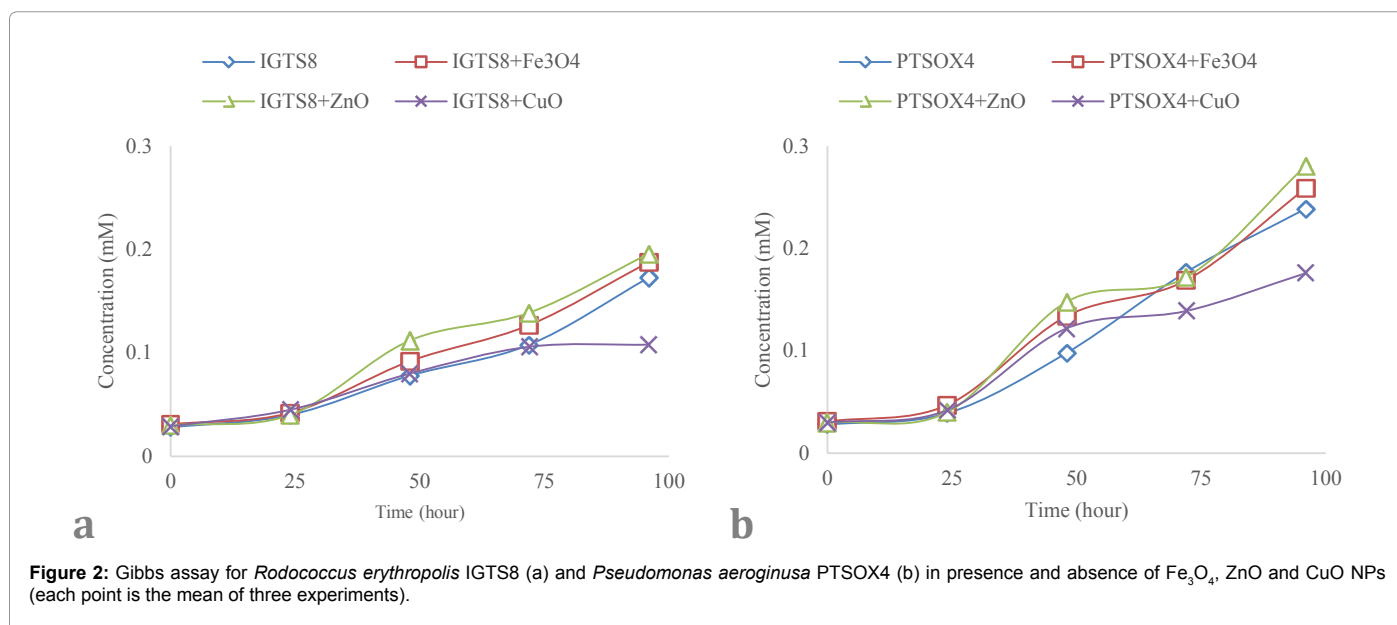 IGTS8 IGTS8+Fe3O4
IGTS8+ZnO IGTS8+CuO
0.3
0.2
0.1
0
Concentration (mM)
0 25 50 75 100
Time (hour)
a
PTSOX4 PTSOX4+Fe3O4
PTSOX4+ZnO PTSOX4+CuO
0.3
0.2
0.1
0
Concentration (mM)
0 25 50 75 100
Time (hour)
b
Figure 2: Gibbs assay for Rodococcus erythropolis IGTS8 (a) and Pseudomonas aeroginusa PTSOX4 (b) in presence and absence of Fe₃O₄, ZnO and CuO NPs
(each point is the mean of three experiments).